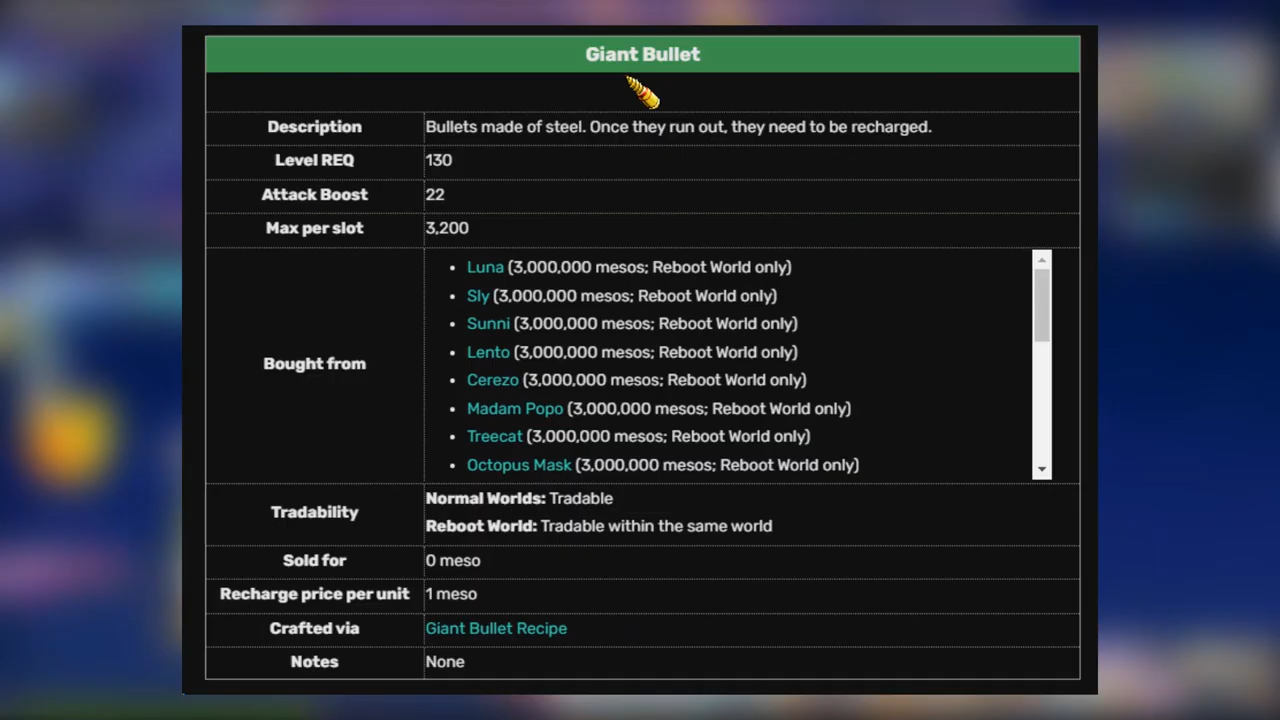 Giant Bullet
Description Bullets made of steel. Once they run out, they need to be recharged.
Level REQ 130
Attack Boost 22
Max per slot 3,200
Bought from
• Luna (3,000,000 mesos; Reboot World only)
• Sly (3,000,000 mesos; Reboot World only)
• Sunni (3,000,000 mesos; Reboot World only)
• Lento (3,000,000 mesos; Reboot World only)
• Cerezo (3,000,000 mesos; Reboot World only)
• Madam Popo (3,000,000 mesos; Reboot World only)
• Treecat (3,000,000 mesos; Reboot World only)
• Octopus Mask (3,000,000 mesos; Reboot World only)
Tradability
Normal Worlds: Tradable
Reboot World: Tradable within the same world
Sold for 0 meso
Recharge price per unit 1 meso
Crafted via Giant Bullet Recipe
Notes None